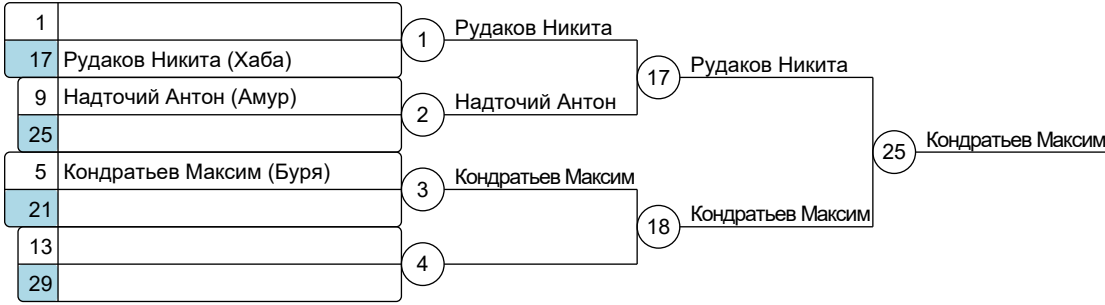 1
17 Рудаков Никита (Хаба)
9 Надточий Антон (Амур)
25
5 Кондратьев Максим (Буря)
21
13
29
1 Рудаков Никита
2 Надточий Антон
3 Кондратьев Максим
4
17 Рудаков Никита
18 Кондратьев Максим
25 Кондратьев Максим